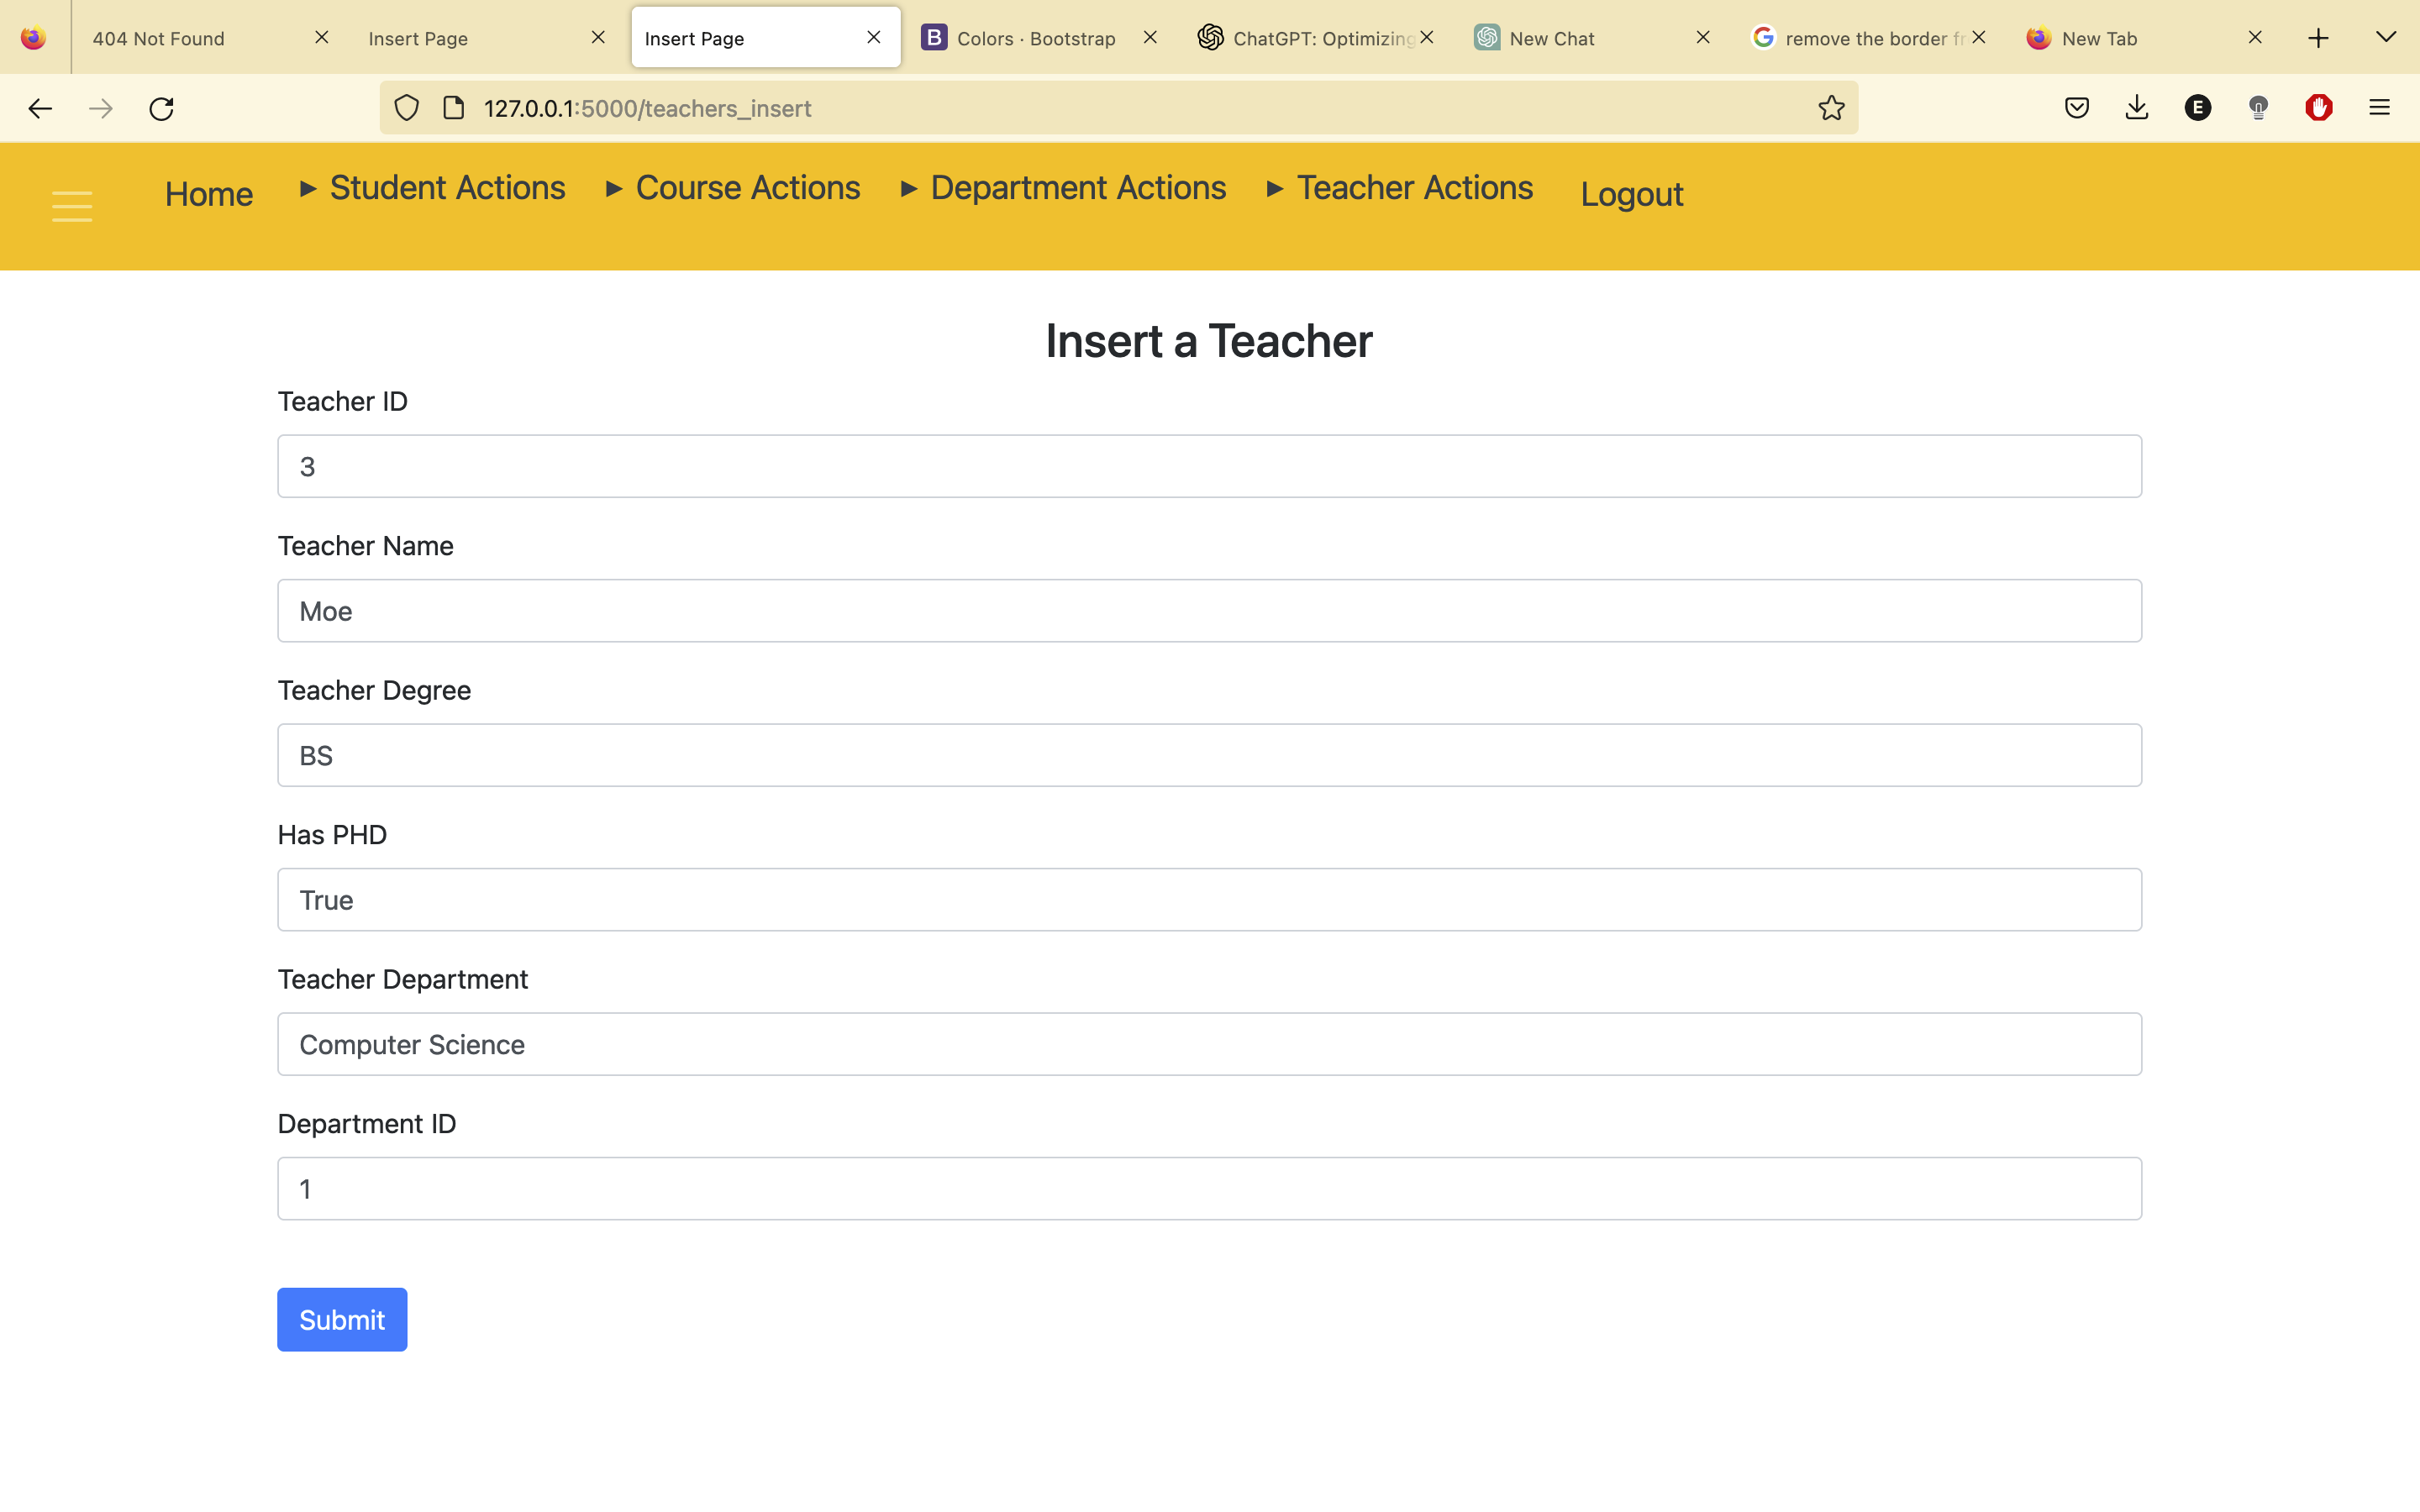 404 Not Found
Insert Page
Insert Page
B Colors · Bootstrap
ChatGPT: Optimizing
New Chat
G remove the border fr
New Tab
127.0.0.1:5000/teachers_insert
E
Home
Student Actions
Course Actions
Department Actions
Teacher Actions
Logout
Insert a Teacher
Teacher ID
3
Teacher Name
Moe
Teacher Degree
BS
Has PHD
True
Teacher Department
Computer Science
Department ID
1
Submit